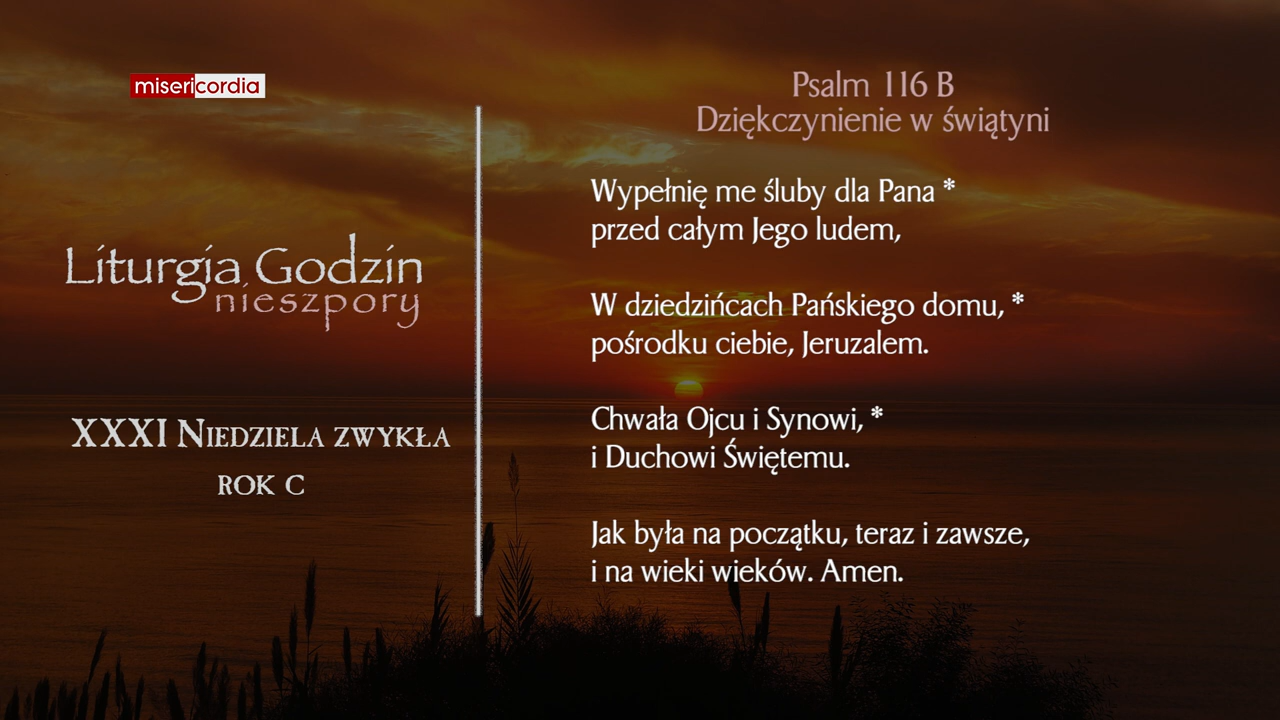 misericordia
Liturgia Godzin
nieszpory
XXXI Niedziela zwykła
rok C
Psalm 116 B
Dziękczynienie w świątyni
Wypełnię me śluby dla Pana *
przed całym Jego ludem,
W dziedzińcach Pańskiego domu, *
pośrodku ciebie, Jeruzalem.
Chwała Ojcu i Synowi, *
i Duchowi Świętemu.
Jak była na początku, teraz i zawsze,
i na wieki wieków. Amen.